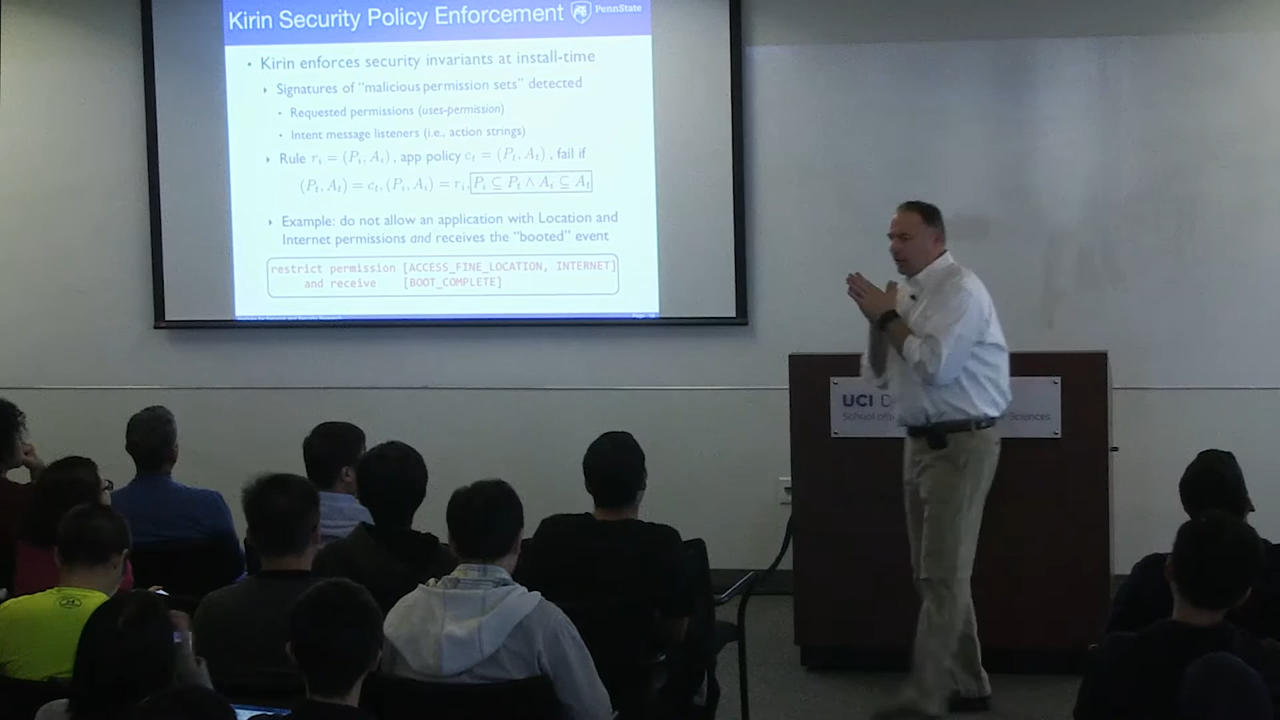 Kirin Security Policy Enforcement
PennState
• Kirin enforces security invariants at install-time
‣ Signatures of "malicious permission sets" detected
• Requested permissions (uses-permission)
• Intent message listeners (i.e., action strings)
‣ Rule r_i = (P_i, A_i), app policy c_t = (P_t, A_t), fail if
(P_t, A_t) = c_t, (P_i, A_i) = r_i, P_i ⊆ P_t ∧ A_i ⊆ A_t
‣ Example: do not allow an application with Location and
Internet permissions and receives the "booted" event
restrict permission [ACCESS_FINE_LOCATION, INTERNET]
and receive [BOOT_COMPLETE]
UCI D
School of Sciences